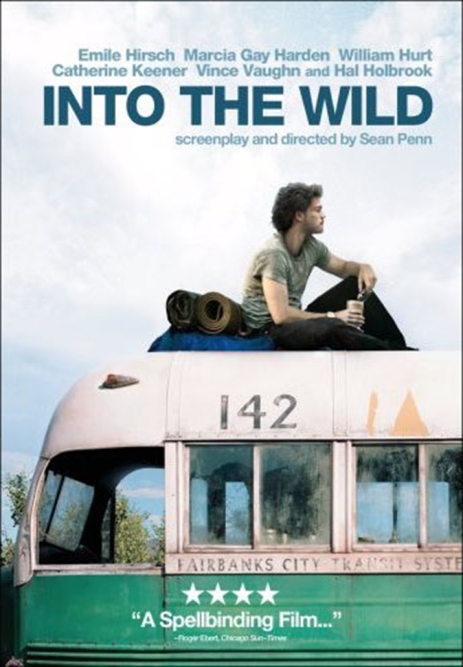 Emile Hirsch Marcia Gay Harden William Hurt
Catherine Keener Vince Vaughn and Hal Holbrook
INTO THE WILD
screenplay and directed by Sean Penn
142
FAIRBANKS CITY TRANSIT SYSTE
"A Spellbinding Film..."
–Roger Ebert, Chicago Sun-Times